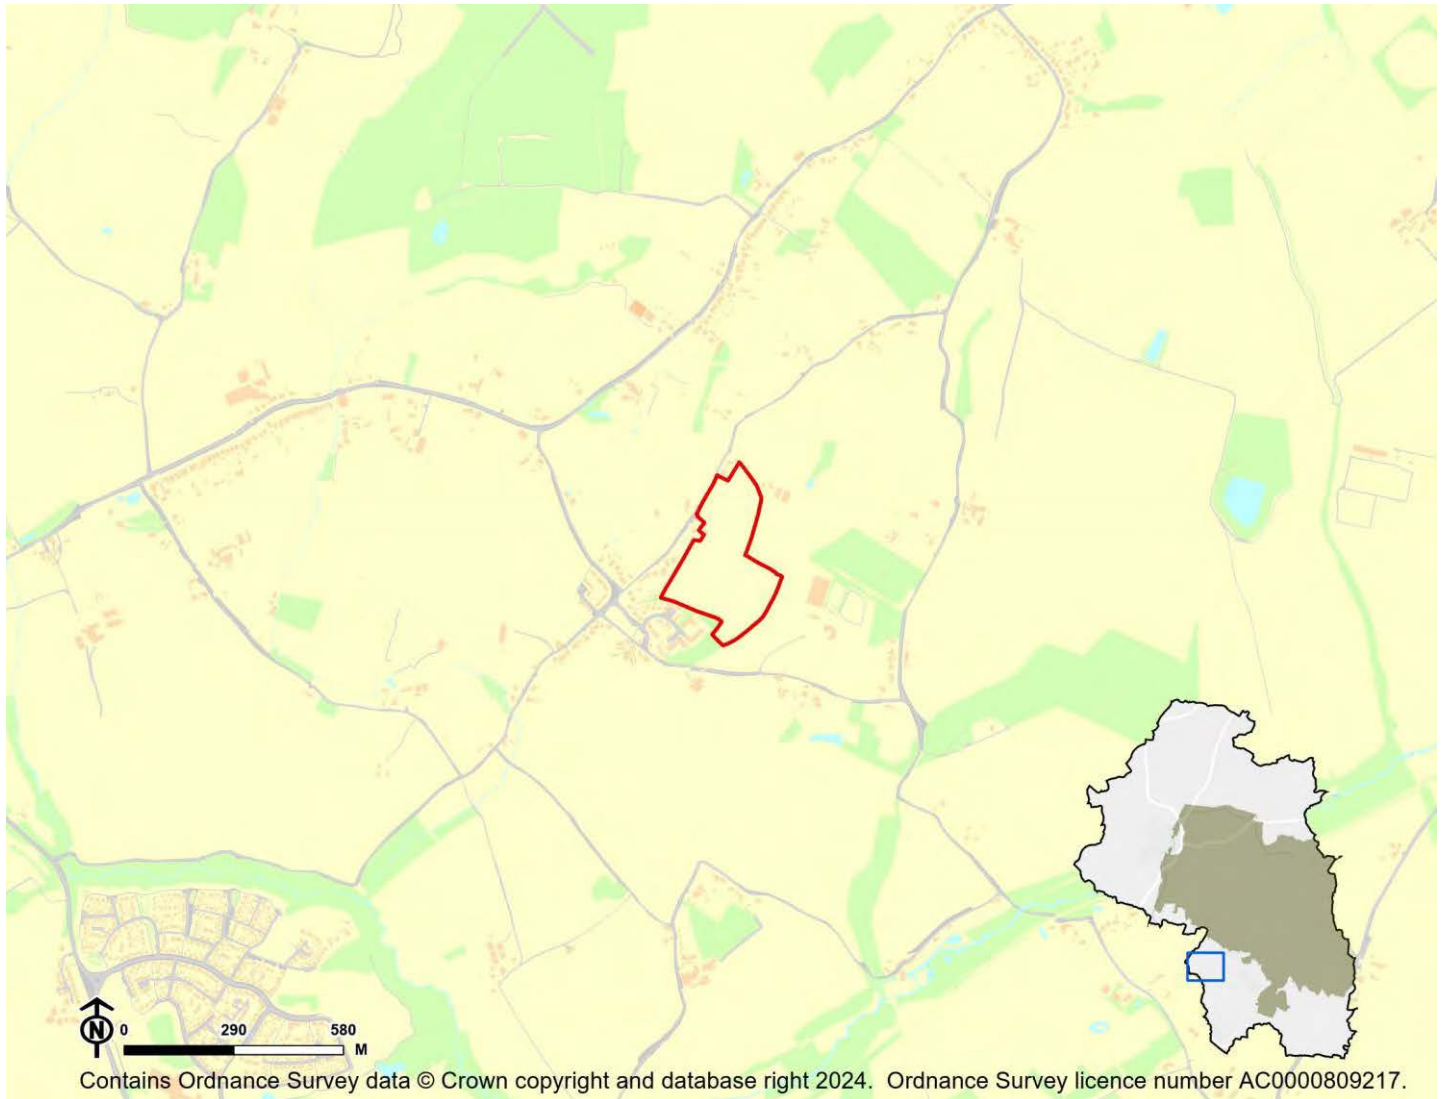 N 0 290 580
M
Contains Ordnance Survey data © Crown copyright and database right 2024. Ordnance Survey licence number AC0000809217.